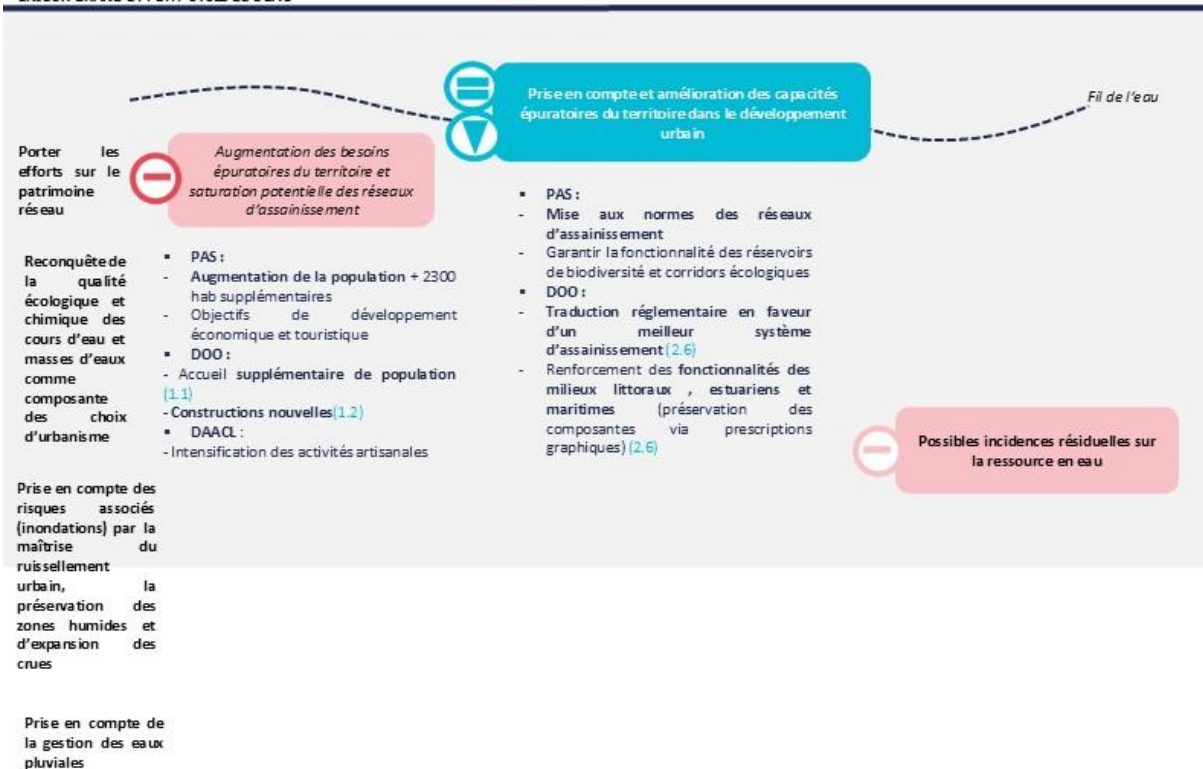 Fil de l'eau
Prise en compte et amélioration des capacités
épuratoires du territoire dans le développement
urbain
Porter les
efforts sur le
patrimoine
réseau
Augmentation des besoins
épuratoires du territoire et
saturation potentielle des réseaux
d'assainissement
Reconquête de
la qualité
écologique et
chimique des
cours d'eau et
masses d'eaux
comme
composante
des choix
d'urbanisme
▪ PAS :
- Augmentation de la population + 2300
hab supplémentaires
- Objectifs de développement
économique et touristique
▪ DOO :
- Accueil supplémentaire de population
(1.1)
- Constructions nouvelles (1.2)
▪ DAACL :
- Intensification des activités artisanales
▪ PAS :
- Mise aux normes des réseaux
d'assainissement
- Garantir la fonctionnalité des réservoirs
de biodiversité et corridors écologiques
▪ DOO :
- Traduction réglementaire en faveur
d'un meilleur système
d'assainissement (2.6)
- Renforcement des fonctionnalités des
milieux littoraux , estuariens et
maritimes (préservation des
composantes via prescriptions
graphiques) (2.6)
Possibles incidences résiduelles sur
la ressource en eau
Prise en compte des
risques associés
(inondations) par la
maîtrise du
ruissellement
urbain, la
préservation des
zones humides et
d'expansion des
crues
Prise en compte de
la gestion des eaux
pluviales